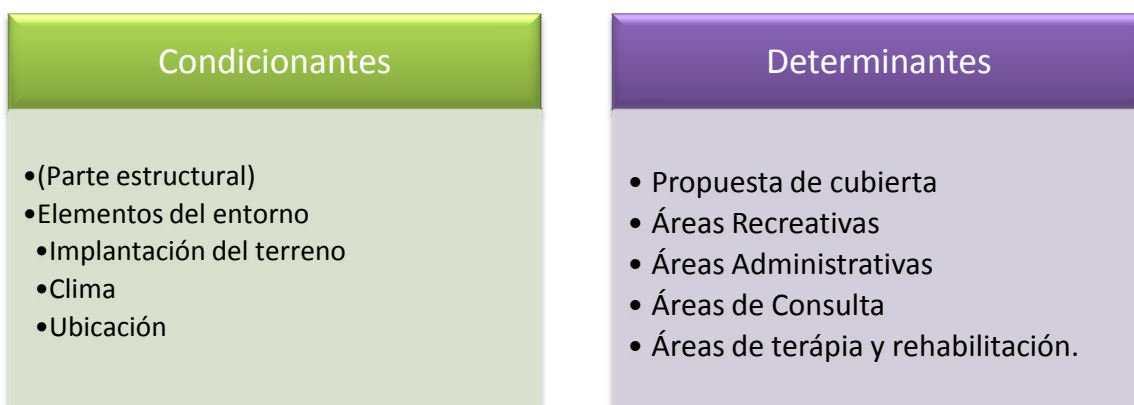 Condicionantes
•(Parte estructural)
•Elementos del entorno
•Implantación del terreno
•Clima
•Ubicación
Determinantes
• Propuesta de cubierta
• Áreas Recreativas
• Áreas Administrativas
• Áreas de Consulta
• Áreas de terápia y rehabilitación.